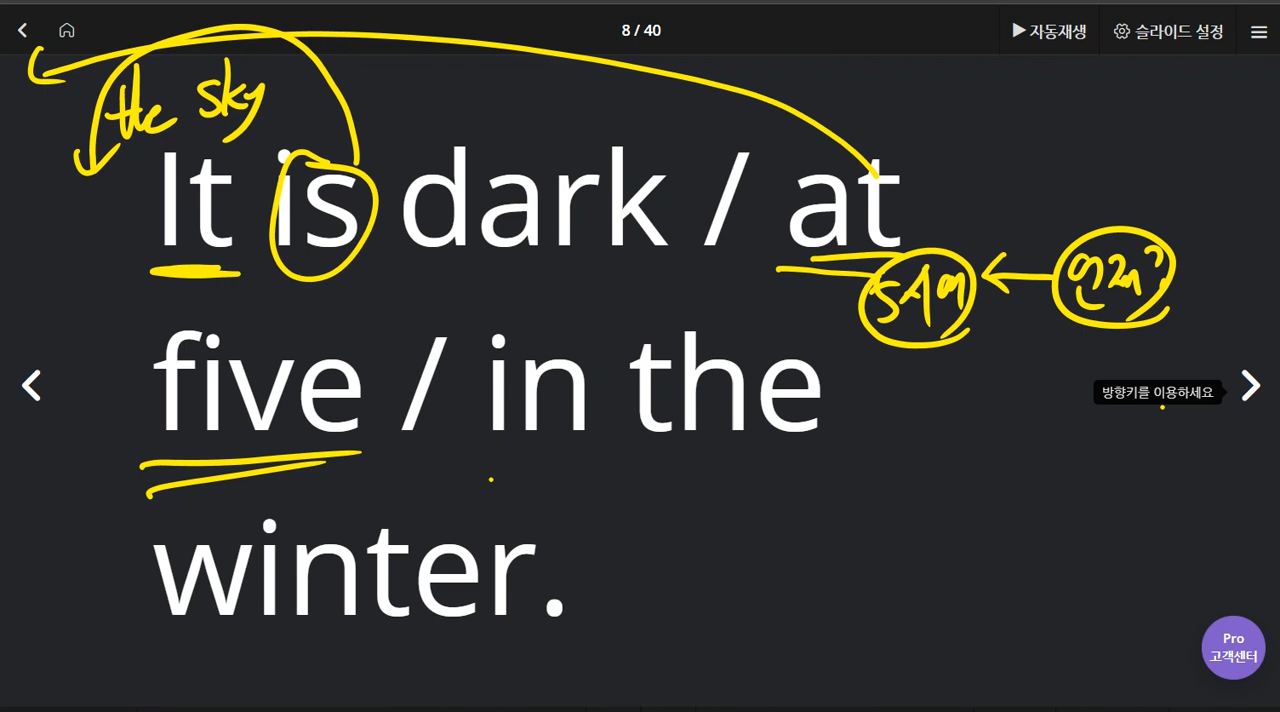 8 / 40
▶ 자동재생
슬라이드 설정
the sky
It is dark / at
5시에
언제?
five / in the
방향키를 이용하세요
winter.
Pro
고객센터